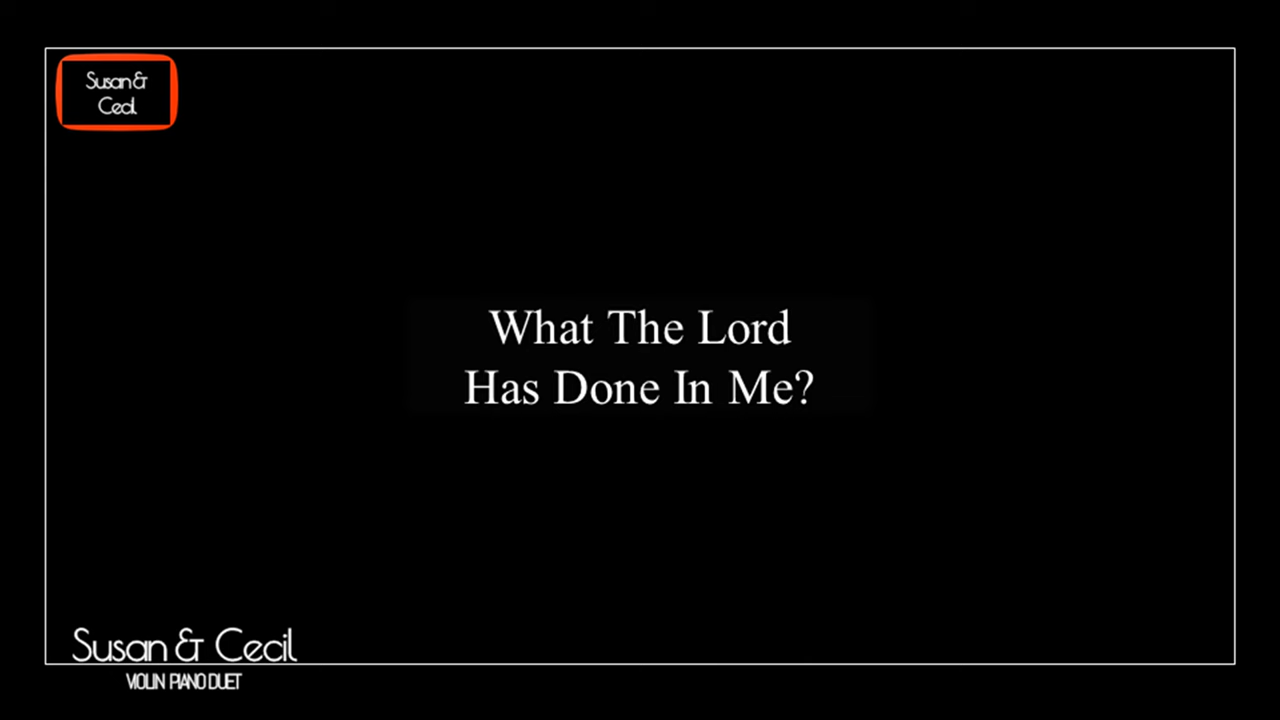 Susan &
Cecil
What The Lord
Has Done In Me?
Susan & Cecil
VIOLIN PIANO DUET